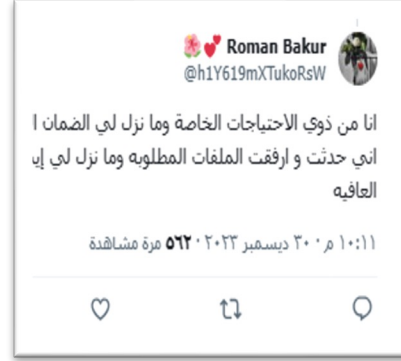 Roman Bakur 💕🌺
@h1Y619mXTukoRsW
انا من ذوي الاحتياجات الخاصة وما نزل لي الضمان ا
اني حدثت و ارفقت الملفات المطلوبه وما نزل لي إيد
العافيه
١٠:١١ م · ٣٠ ديسمبر ٢٠٢٣ · ٥٦٢ مرة مشاهدة